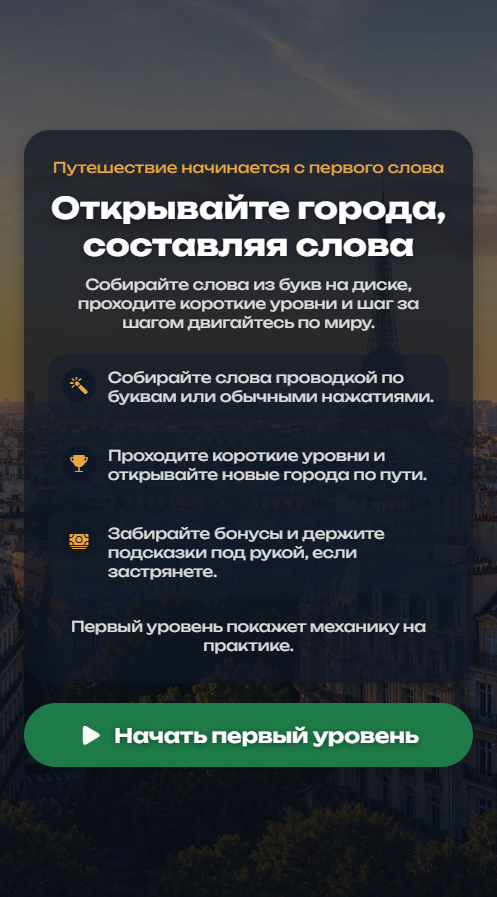 Путешествие начинается с первого слова
Открывайте города,
составляя слова
Собирайте слова из букв на диске,
проходите короткие уровни и шаг за
шагом двигайтесь по миру.
Собирайте слова проводкой по
буквам или обычными нажатиями.
Проходите короткие уровни и
открывайте новые города по пути.
Забирайте бонусы и держите
подсказки под рукой, если
застрянете.
Первый уровень покажет механику на
практике.
Начать первый уровень